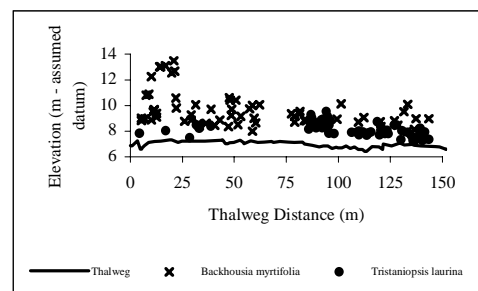 Elevation (m - assumed
datum)
14
12
10
8
6
0 25 50 75 100 125 150
Thalweg Distance (m)
Thalweg Backhousia myrtifolia Tristaniopsis laurina